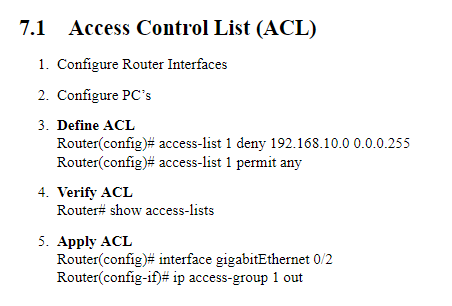 7.1 Access Control List (ACL)
1. Configure Router Interfaces
2. Configure PC's
3. Define ACL
Router(config)# access-list 1 deny 192.168.10.0 0.0.0.255
Router(config)# access-list 1 permit any
4. Verify ACL
Router# show access-lists
5. Apply ACL
Router(config)# interface gigabitEthernet 0/2
Router(config-if)# ip access-group 1 out